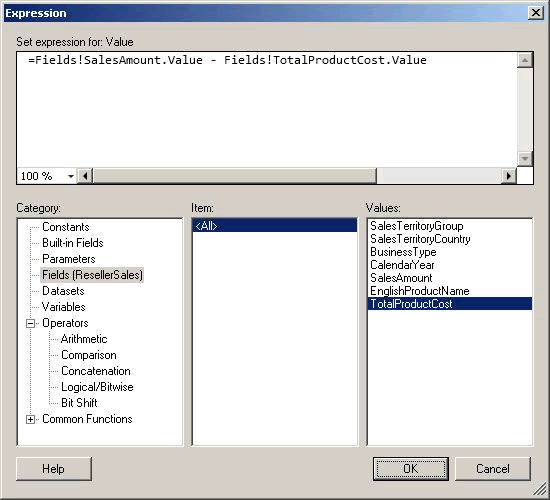 Expression
Set expression for: Value
=Fields!SalesAmount.Value - Fields!TotalProductCost.Value
100 %
Category:
Item:
Values:
Constants
Built-in Fields
Parameters
Fields (ResellerSales)
Datasets
Variables
Operators
Arithmetic
Comparison
Concatenation
Logical/Bitwise
Bit Shift
Common Functions
<All>
SalesTerritoryGroup
SalesTerritoryCountry
BusinessType
CalendarYear
SalesAmount
EnglishProductName
TotalProductCost
Help
OK
Cancel